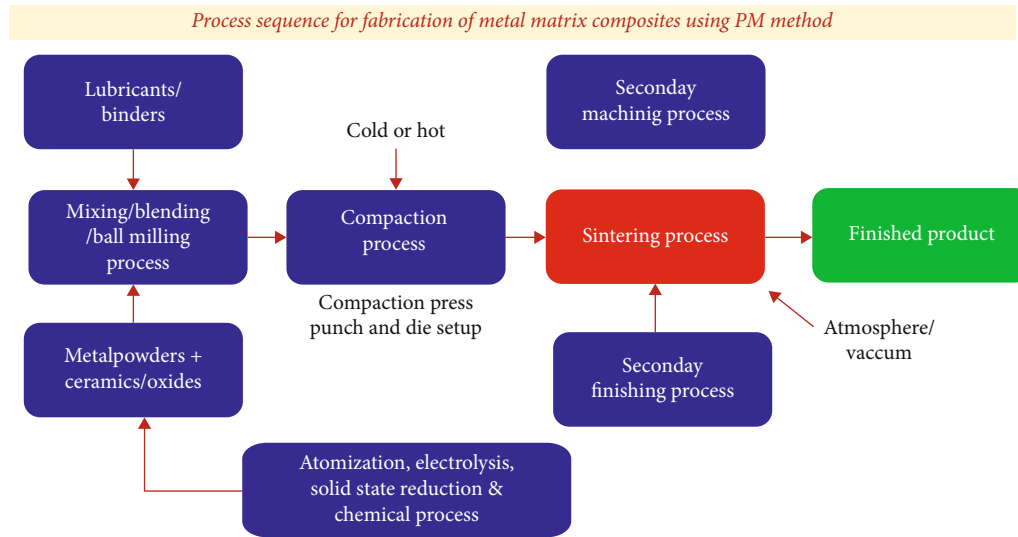 Process sequence for fabrication of metal matrix composites using PM method
Lubricants/
binders
Seconday
machinig process
Cold or hot
Mixing/blending
/ball milling
process
Compaction
process
Sintering process
Finished product
Compaction press
punch and die setup
Atmosphere/
vaccum
Metalpowders +
ceramics/oxides
Seconday
finishing process
Atomization, electrolysis,
solid state reduction &
chemical process